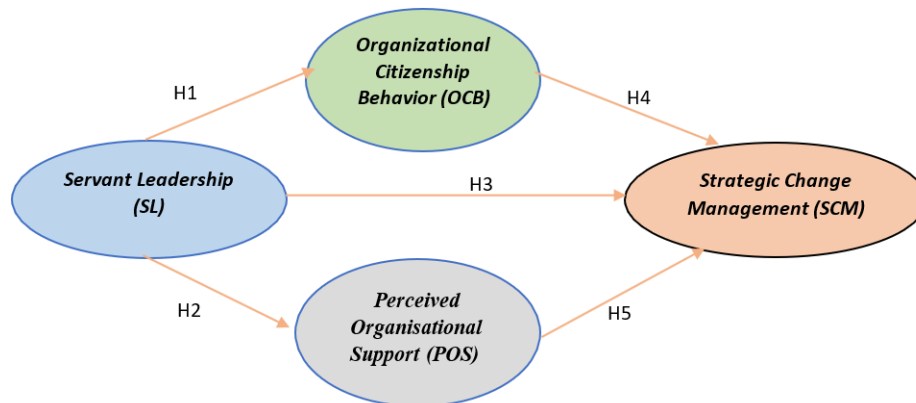 Organizational
Citizenship
Behavior (OCB)
H1
H4
Servant Leadership
(SL)
H3
Strategic Change
Management (SCM)
H2
Perceived
Organisational
Support (POS)
H5